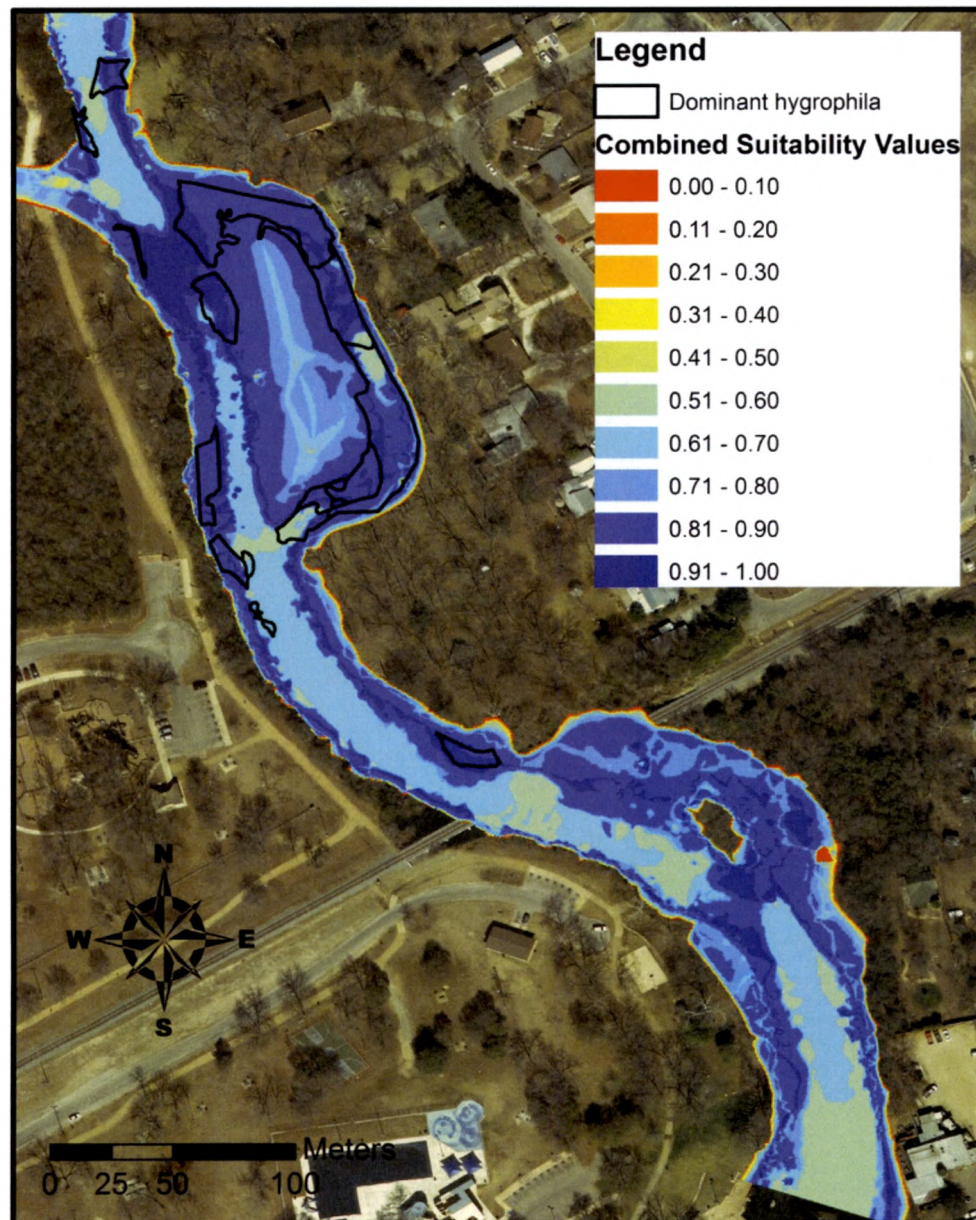 Legend
Dominant hygrophila
Combined Suitability Values
0.00 - 0.10
0.11 - 0.20
0.21 - 0.30
0.31 - 0.40
0.41 - 0.50
0.51 - 0.60
0.61 - 0.70
0.71 - 0.80
0.81 - 0.90
0.91 - 1.00
N
W E
S
Meters
0 25 50 100